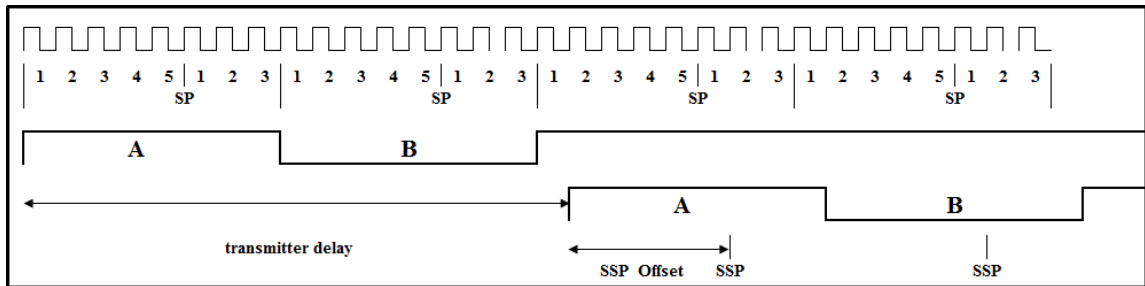 1 2 3 4 5 1 2 3 1 2 3 4 5 1 2 3 1 2 3 4 5 1 2 3 1 2 3 4 5 1 2 3
SP SP SP SP
A B
A B
transmitter delay
SSP Offset SSP SSP